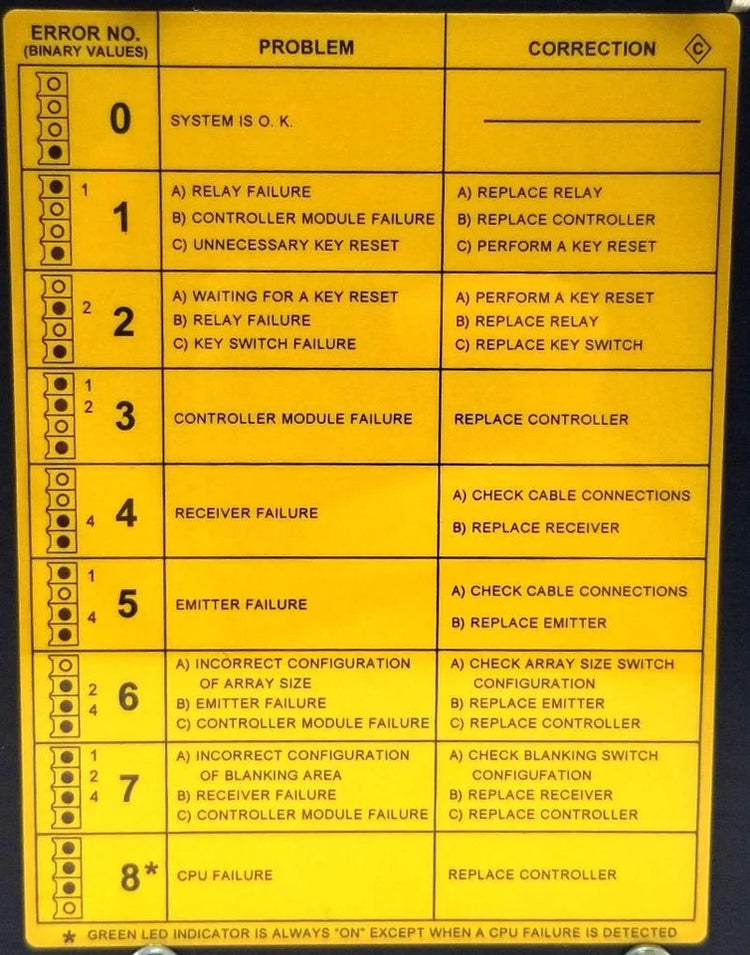 ERROR NO. PROBLEM CORRECTION C
(BINARY VALUES)
0 SYSTEM IS O. K.
1 A) RELAY FAILURE A) REPLACE RELAY
1 B) CONTROLLER MODULE FAILURE B) REPLACE CONTROLLER
C) UNNECESSARY KEY RESET C) PERFORM A KEY RESET
A) WAITING FOR A KEY RESET A) PERFORM A KEY RESET
2 2 B) RELAY FAILURE B) REPLACE RELAY
C) KEY SWITCH FAILURE C) REPLACE KEY SWITCH
1
2
3 CONTROLLER MODULE FAILURE REPLACE CONTROLLER
A) CHECK CABLE CONNECTIONS
4 4 RECEIVER FAILURE
B) REPLACE RECEIVER
1 A) CHECK CABLE CONNECTIONS
5 EMITTER FAILURE
4 B) REPLACE EMITTER
A) INCORRECT CONFIGURATION A) CHECK ARRAY SIZE SWITCH
2 OF ARRAY SIZE CONFIGURATION
4 6 B) EMITTER FAILURE B) REPLACE EMITTER
C) CONTROLLER MODULE FAILURE C) REPLACE CONTROLLER
1 A) INCORRECT CONFIGURATION A) CHECK BLANKING SWITCH
2 OF BLANKING AREA CONFIGUFATION
4 7 B) RECEIVER FAILURE B) REPLACE RECEIVER
C) CONTROLLER MODULE FAILURE C) REPLACE CONTROLLER
8* CPU FAILURE REPLACE CONTROLLER
* GREEN LED INDICATOR IS ALWAYS "ON" EXCEPT WHEN A CPU FAILURE IS DETECTED